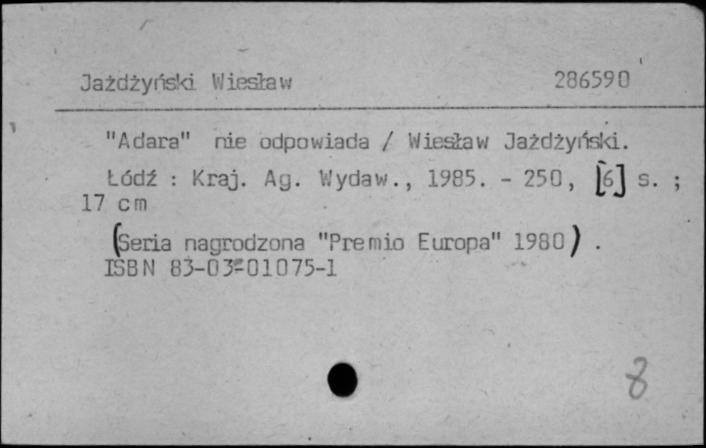 Jażdżyński Wiesław 286590
"Adara" nie odpowiada / Wiesław Jażdżyński.
Łódź : Kraj. Ag. Wydaw., 1985. - 250, [6] s. ;
17 cm
(Seria nagrodzona "Premio Europa" 1980) .
ISBN 83-03-01075-1
8